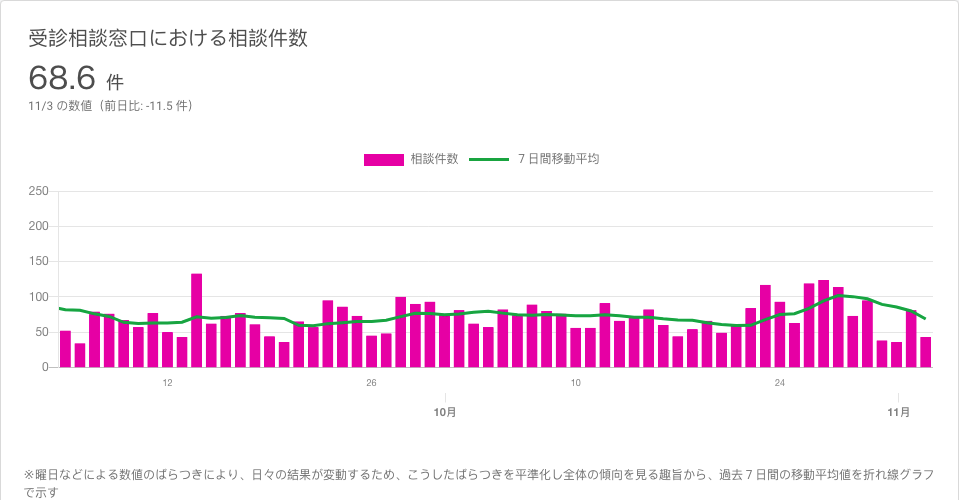 受診相談窓口における相談件数
68.6 件
11/3 の数値（前日比: -11.5 件）
相談件数 7 日間移動平均
250
200
150
100
50
0
12 26 10 24
10月 11月
※曜日などによる数値のばらつきにより、日々の結果が変動するため、こうしたばらつきを平準化し全体の傾向を見る趣旨から、過去 7 日間の移動平均値を折れ線グラフ
で示す